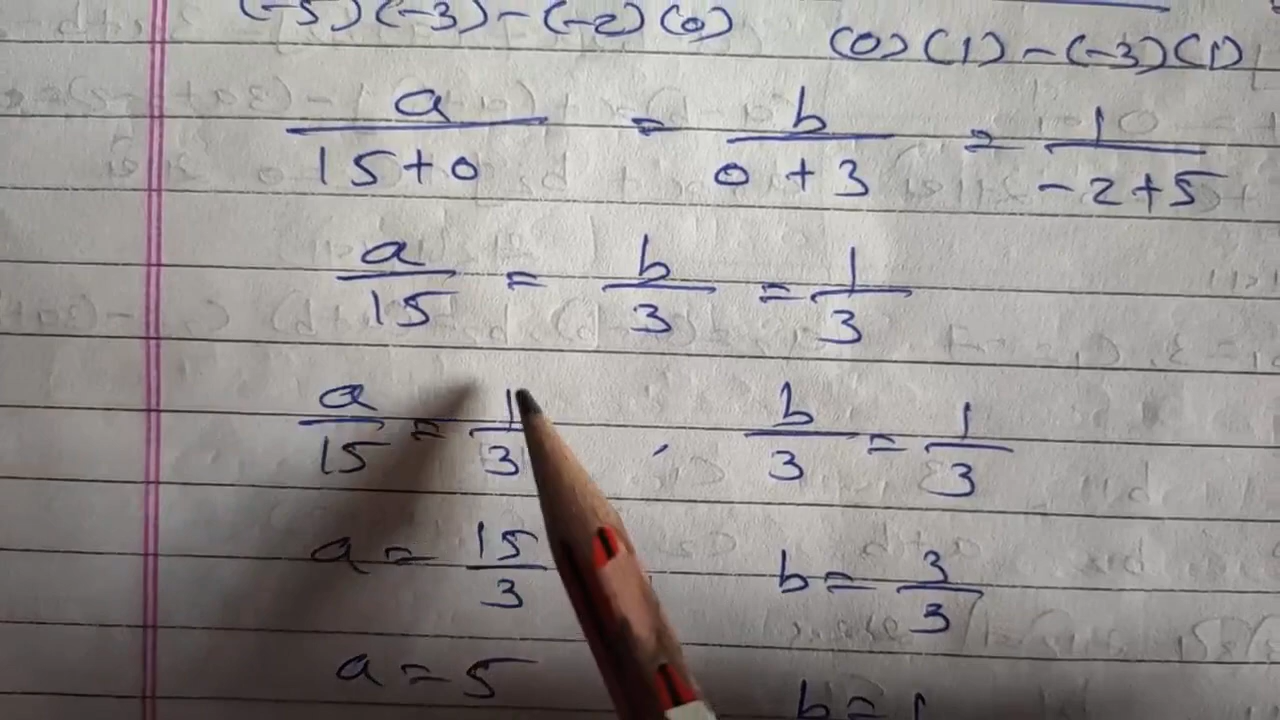 (-5)(-3)-(-2)(0) (0)(1)-(-3)(1)
a/15+0 = b/0+3 = 1/-2+5
a/15 = b/3 = 1/3
a/15 = 1/3 , b/3 = 1/3
a = 15/3 b = 3/3
a = 5 b = 1